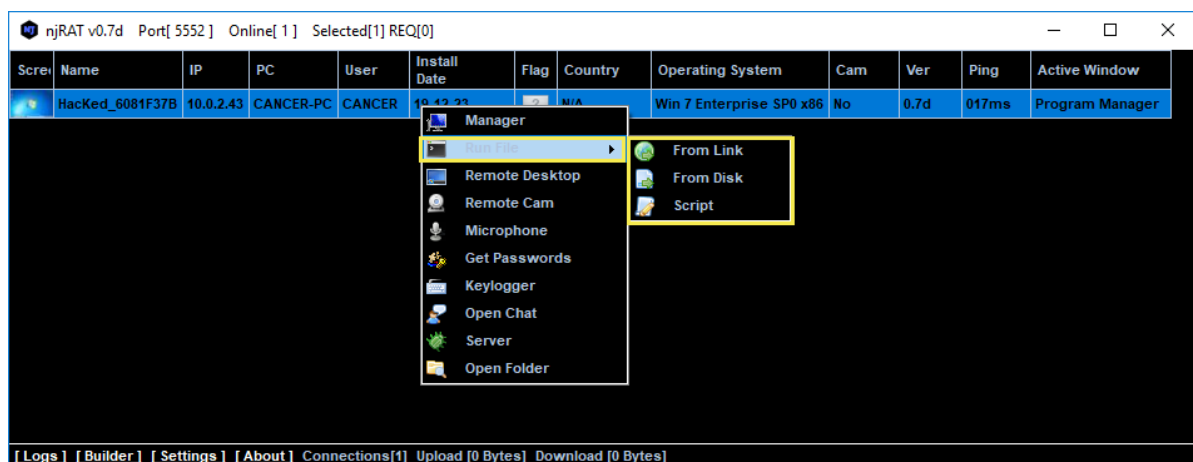 njRAT v0.7d Port[ 5552 ] Online[ 1 ] Selected[1] REQ[0]
Scre Name IP PC User Install Date Flag Country Operating System Cam Ver Ping Active Window
HacKed_6081F37B 10.0.2.43 CANCER-PC CANCER 19-12-23 ? N/A Win 7 Enterprise SP0 x86 No 0.7d 017ms Program Manager
Manager
Run File
From Link
From Disk
Script
Remote Desktop
Remote Cam
Microphone
Get Passwords
Keylogger
Open Chat
Server
Open Folder
[ Logs ] [ Builder ] [ Settings ] [ About ] Connections[1] Upload [0 Bytes] Download [0 Bytes]